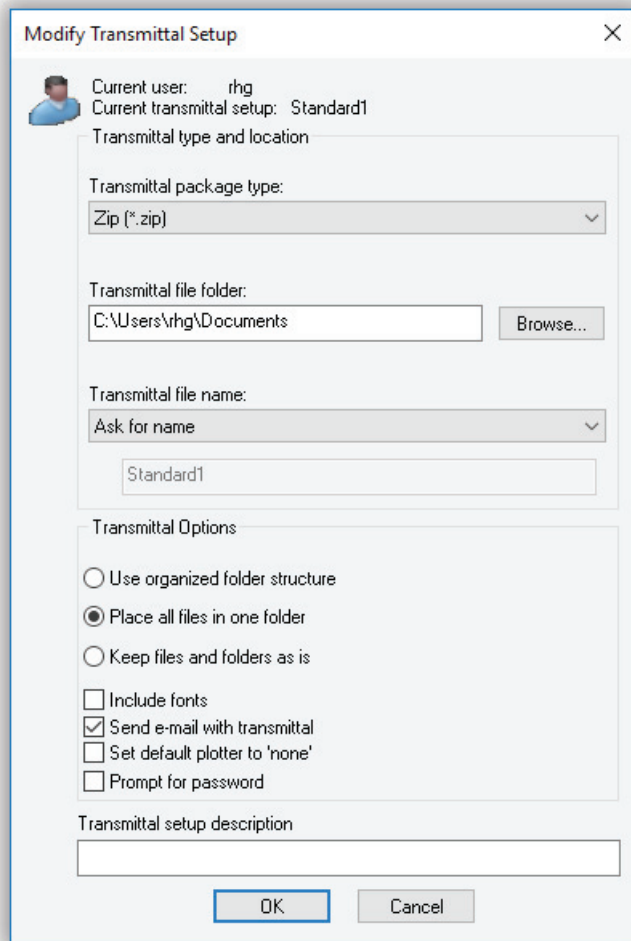 Modify Transmittal Setup
Current user: rhg
Current transmittal setup: Standard1
Transmittal type and location
Transmittal package type:
Zip (*.zip)
Transmittal file folder:
C:\Users\rhg\Documents
Browse...
Transmittal file name:
Ask for name
Standard1
Transmittal Options
Use organized folder structure
Place all files in one folder
Keep files and folders as is
Include fonts
Send e-mail with transmittal
Set default plotter to 'none'
Prompt for password
Transmittal setup description
OK
Cancel